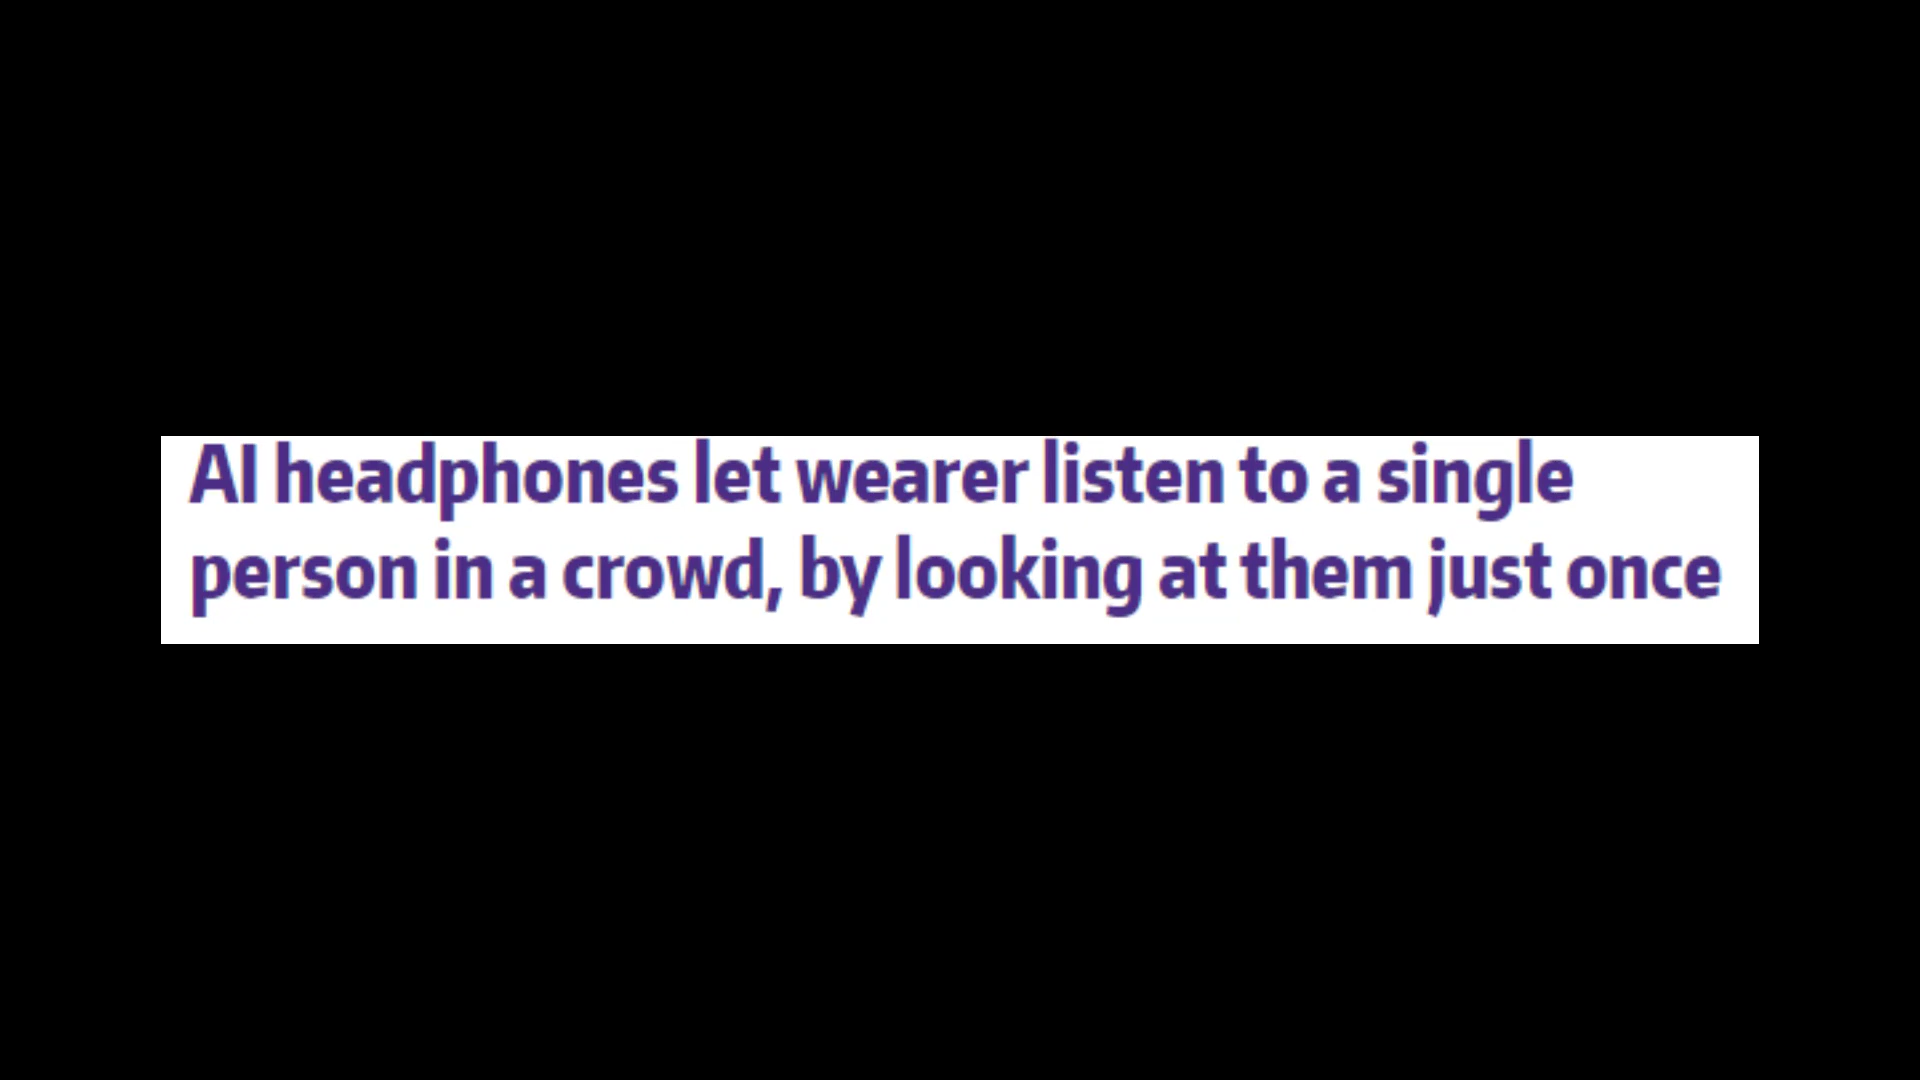 AI headphones let wearer listen to a single
person in a crowd, by looking at them just once